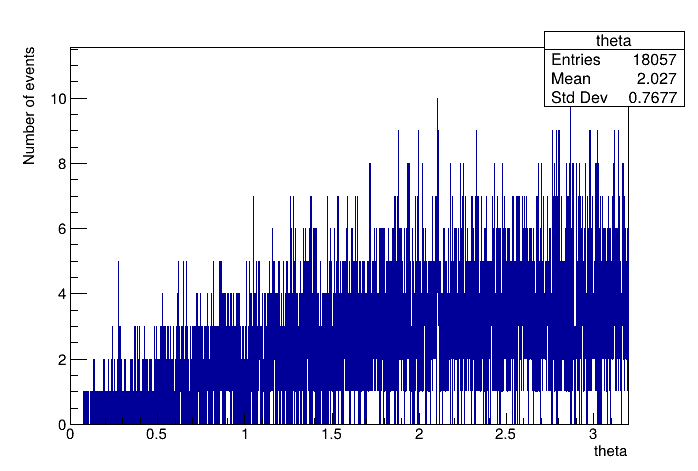 theta
Entries 18057
Mean 2.027
Std Dev 0.7677
Number of events
10
8
6
4
2
0
0 0.5 1 1.5 2 2.5 3
theta